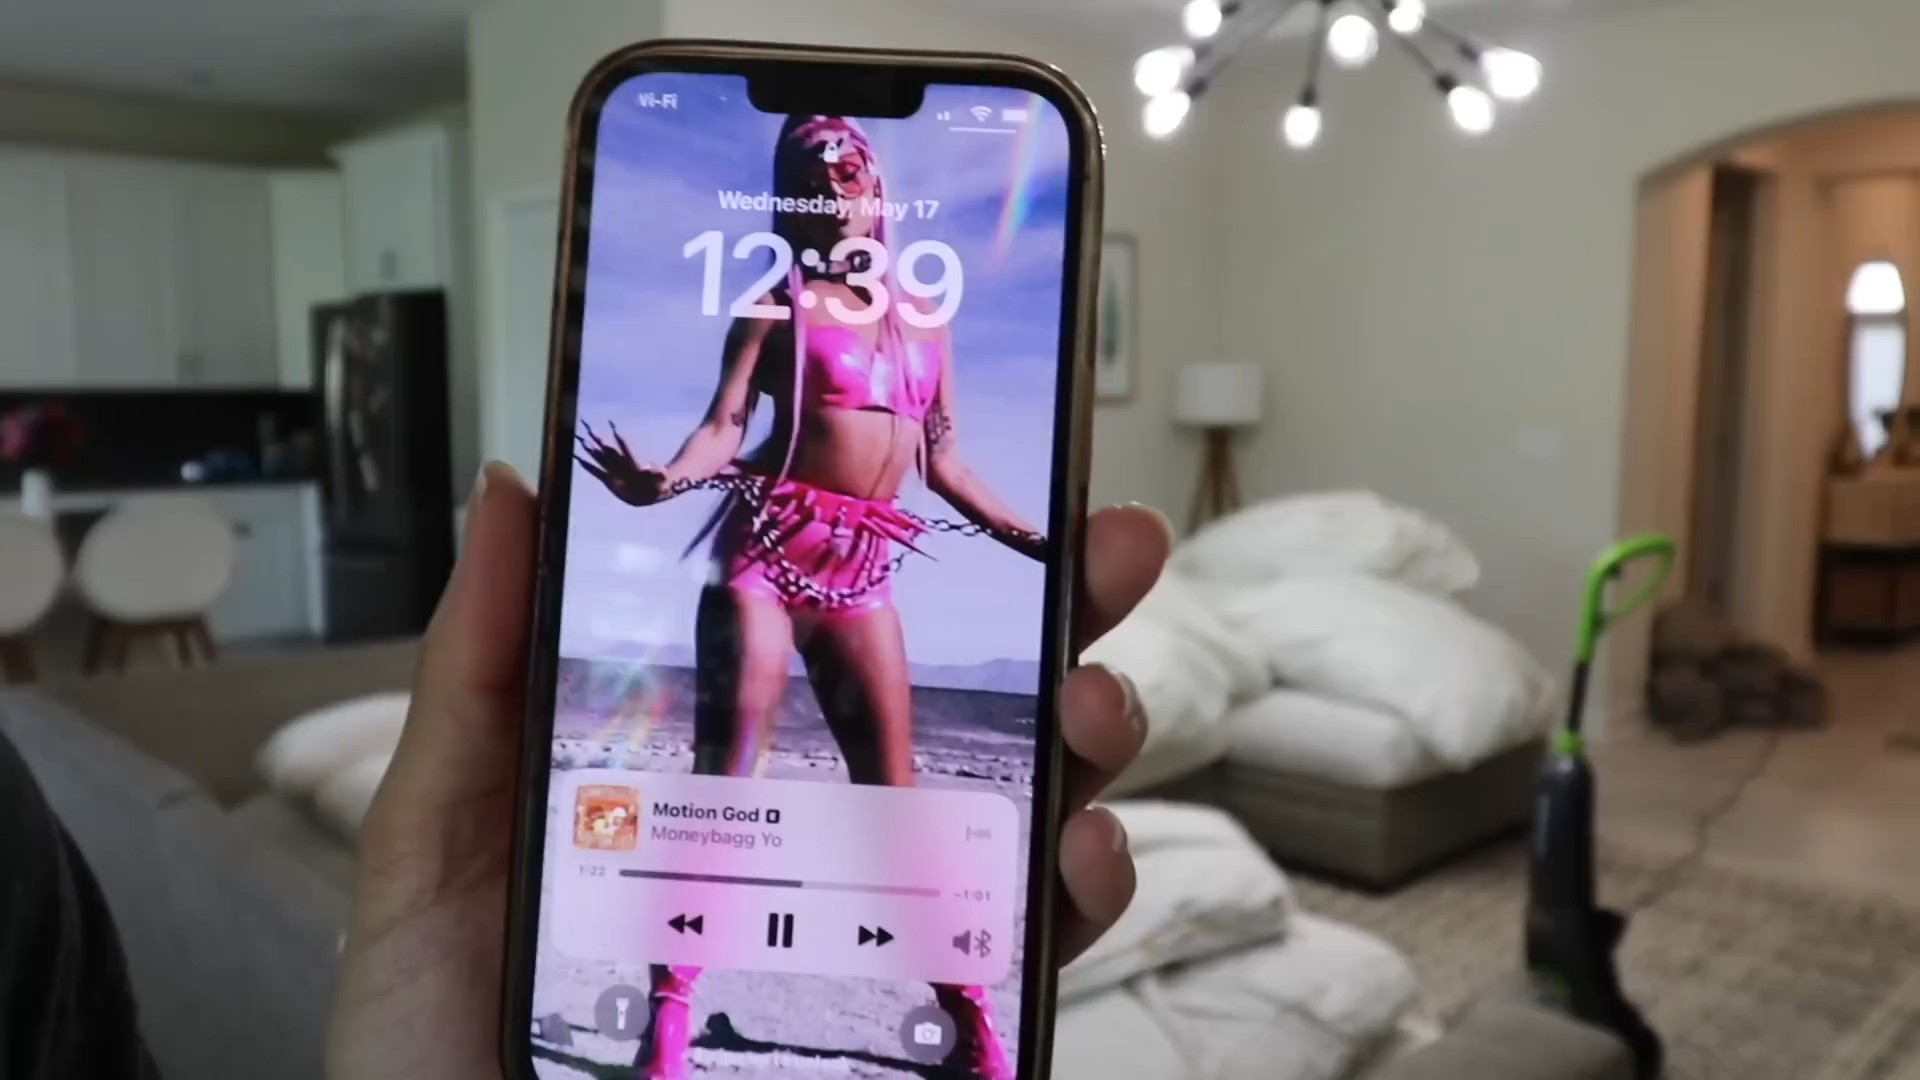 Wi-Fi
Wednesday, May 17
12:39
Motion God E
Moneybagg Yo
1:22
-1:01